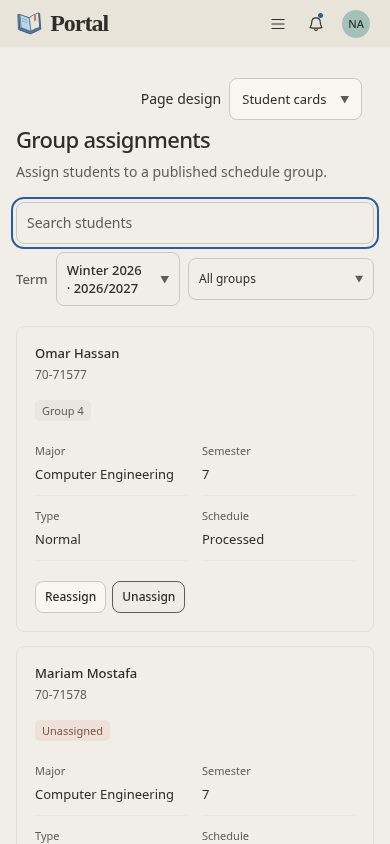 Portal
NA
Page design
Student cards
Group assignments
Assign students to a published schedule group.
Search students
Term
Winter 2026
· 2026/2027
All groups
Omar Hassan
70-71577
Group 4
Major
Semester
Computer Engineering
7
Type
Schedule
Normal
Processed
Reassign
Unassign
Mariam Mostafa
70-71578
Unassigned
Major
Semester
Computer Engineering
7
Type
Schedule